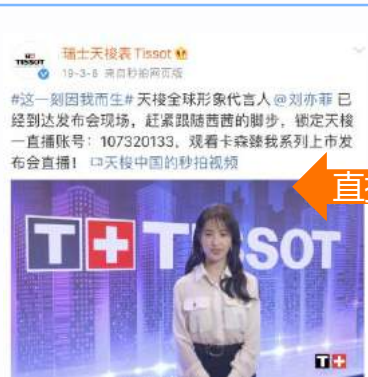 TISSOT
瑞士天梭表 Tissot
19-3-6 来自秒拍网页版
#这一刻因我而生# 天梭全球形象代言人@刘亦菲 已
经到达发布会现场，赶紧跟随茜茜的脚步，锁定天梭
一直播账号：107320133，观看卡森臻我系列上市发
布会直播！ 天梭中国的秒拍视频
直
T+ TISSOT
T+